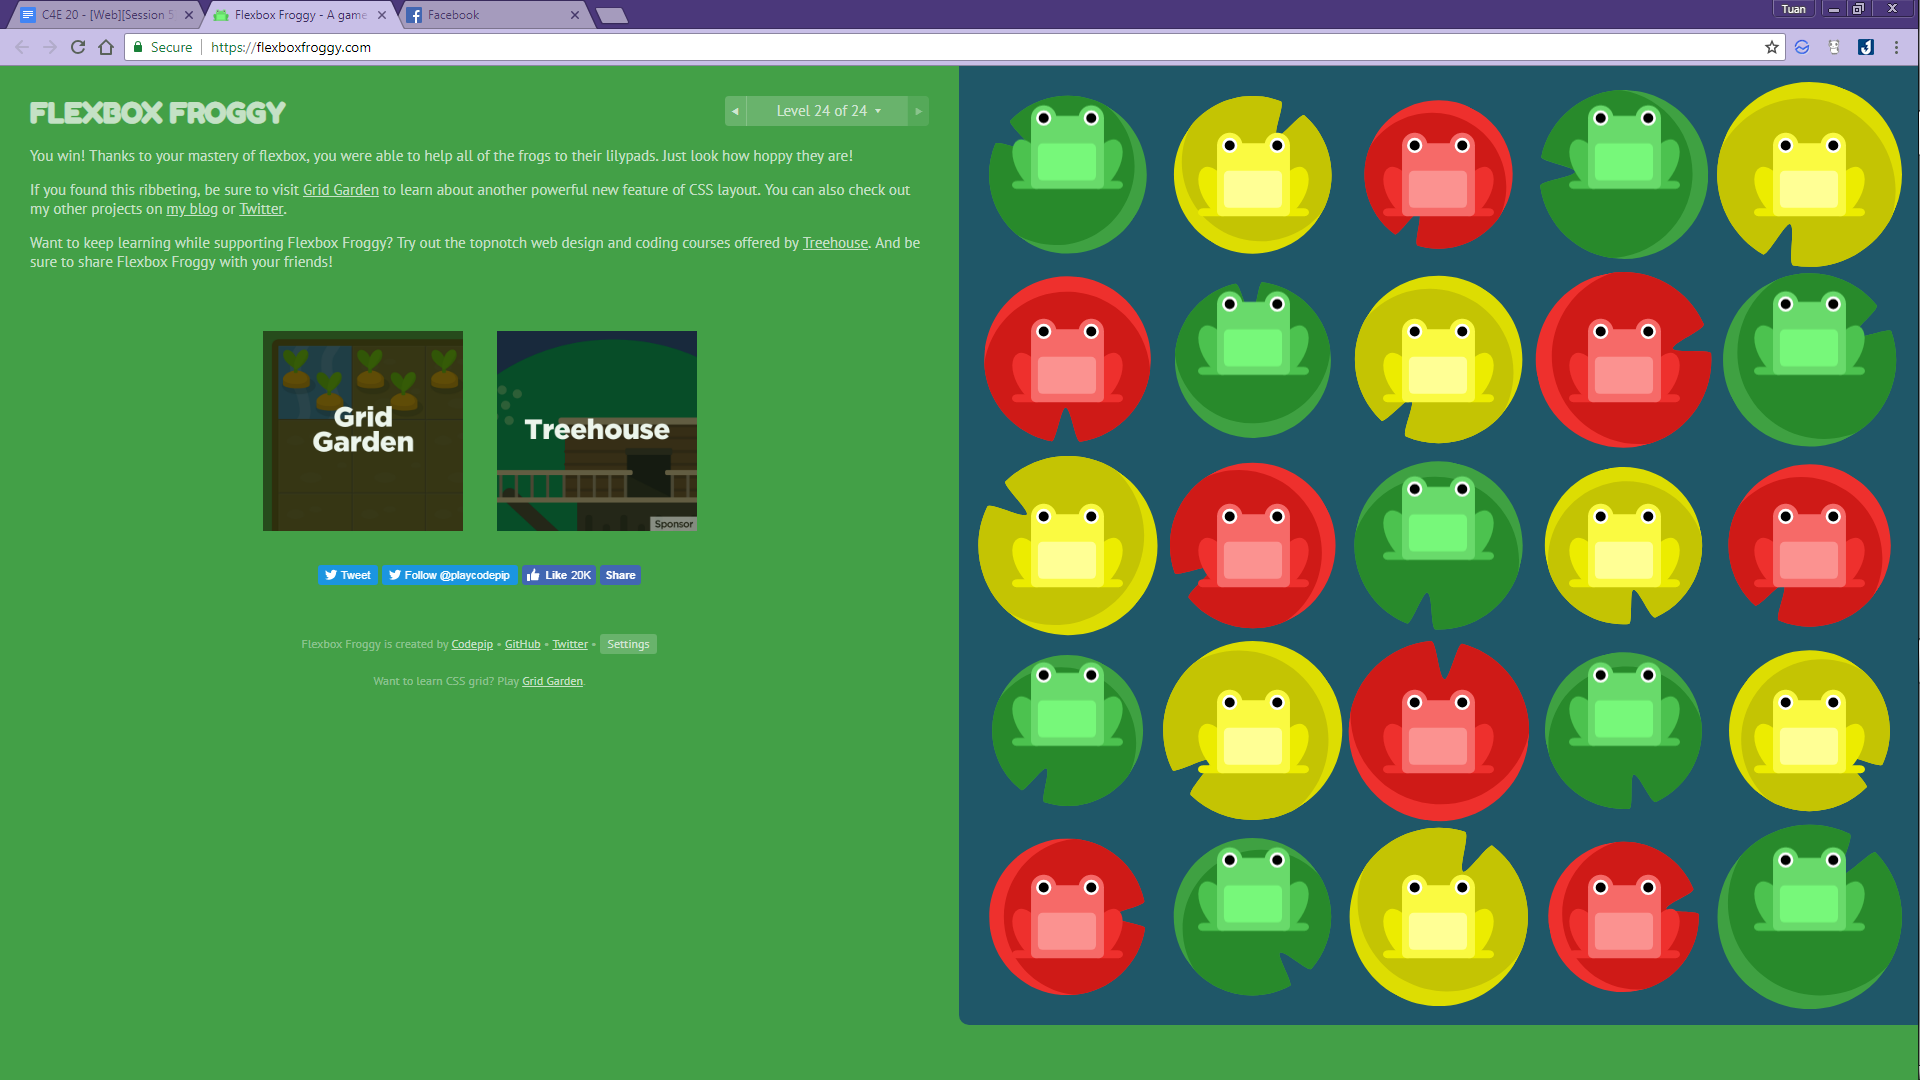 C4E 20 - [Web][Session 5
Flexbox Froggy - A game
Facebook
Tuan
Secure
https://flexboxfroggy.com
FLEXBOX FROGGY
Level 24 of 24
You win! Thanks to your mastery of flexbox, you were able to help all of the frogs to their lilypads. Just look how hoppy they are!
If you found this ribbeting, be sure to visit Grid Garden to learn about another powerful new feature of CSS layout. You can also check out
my other projects on my blog or Twitter.
Want to keep learning while supporting Flexbox Froggy? Try out the topnotch web design and coding courses offered by Treehouse. And be
sure to share Flexbox Froggy with your friends!
Grid
Garden
Treehouse
Sponsor
Tweet
Follow @playcodepip
Like 20K
Share
Flexbox Froggy is created by Codepip • GitHub • Twitter • Settings
Want to learn CSS grid? Play Grid Garden.